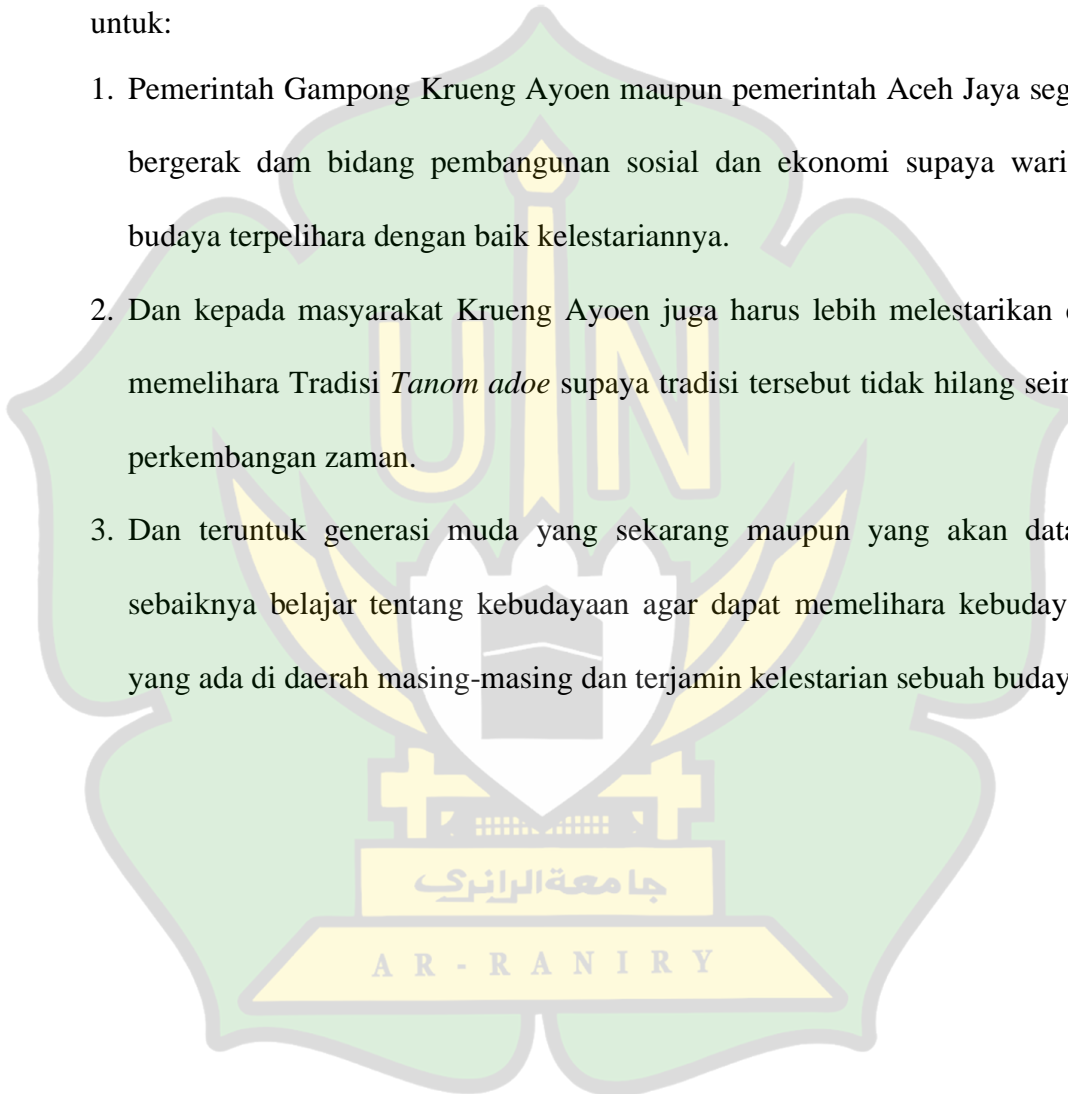 untuk:
1. Pemerintah Gampong Krueng Ayoen maupun pemerintah Aceh Jaya seg
bergerak dam bidang pembangunan sosial dan ekonomi supaya wari
budaya terpelihara dengan baik kelestariannya.
2. Dan kepada masyarakat Krueng Ayoen juga harus lebih melestarikan
memelihara Tradisi Tanom adoe supaya tradisi tersebut tidak hilang seir
perkembangan zaman.
3. Dan teruntuk generasi muda yang sekarang maupun yang akan data
sebaiknya belajar tentang kebudayaan agar dapat memelihara kebuday
yang ada di daerah masing-masing dan terjamin kelestarian sebuah buday
UIN
جامعة الرانري
AR-RANIRY